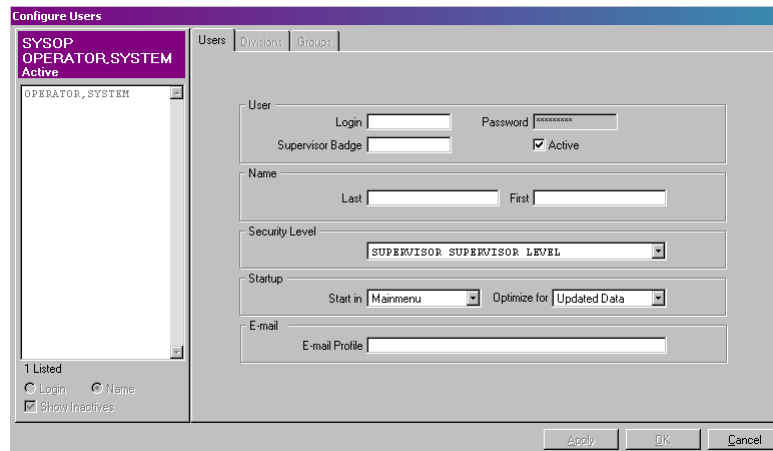 Configure Users
SYSOP
OPERATOR,SYSTEM
Active
OPERATOR,SYSTEM
1 Listed
Login Name
Show Inactives
Users Divisions Groups
User
Login Password xxxxxxxxx
Supervisor Badge Active
Name
Last First
Security Level
SUPERVISOR SUPERVISOR LEVEL
Startup
Start in Mainmenu Optimize for Updated Data
E-mail
E-mail Profile
Apply OK Cancel